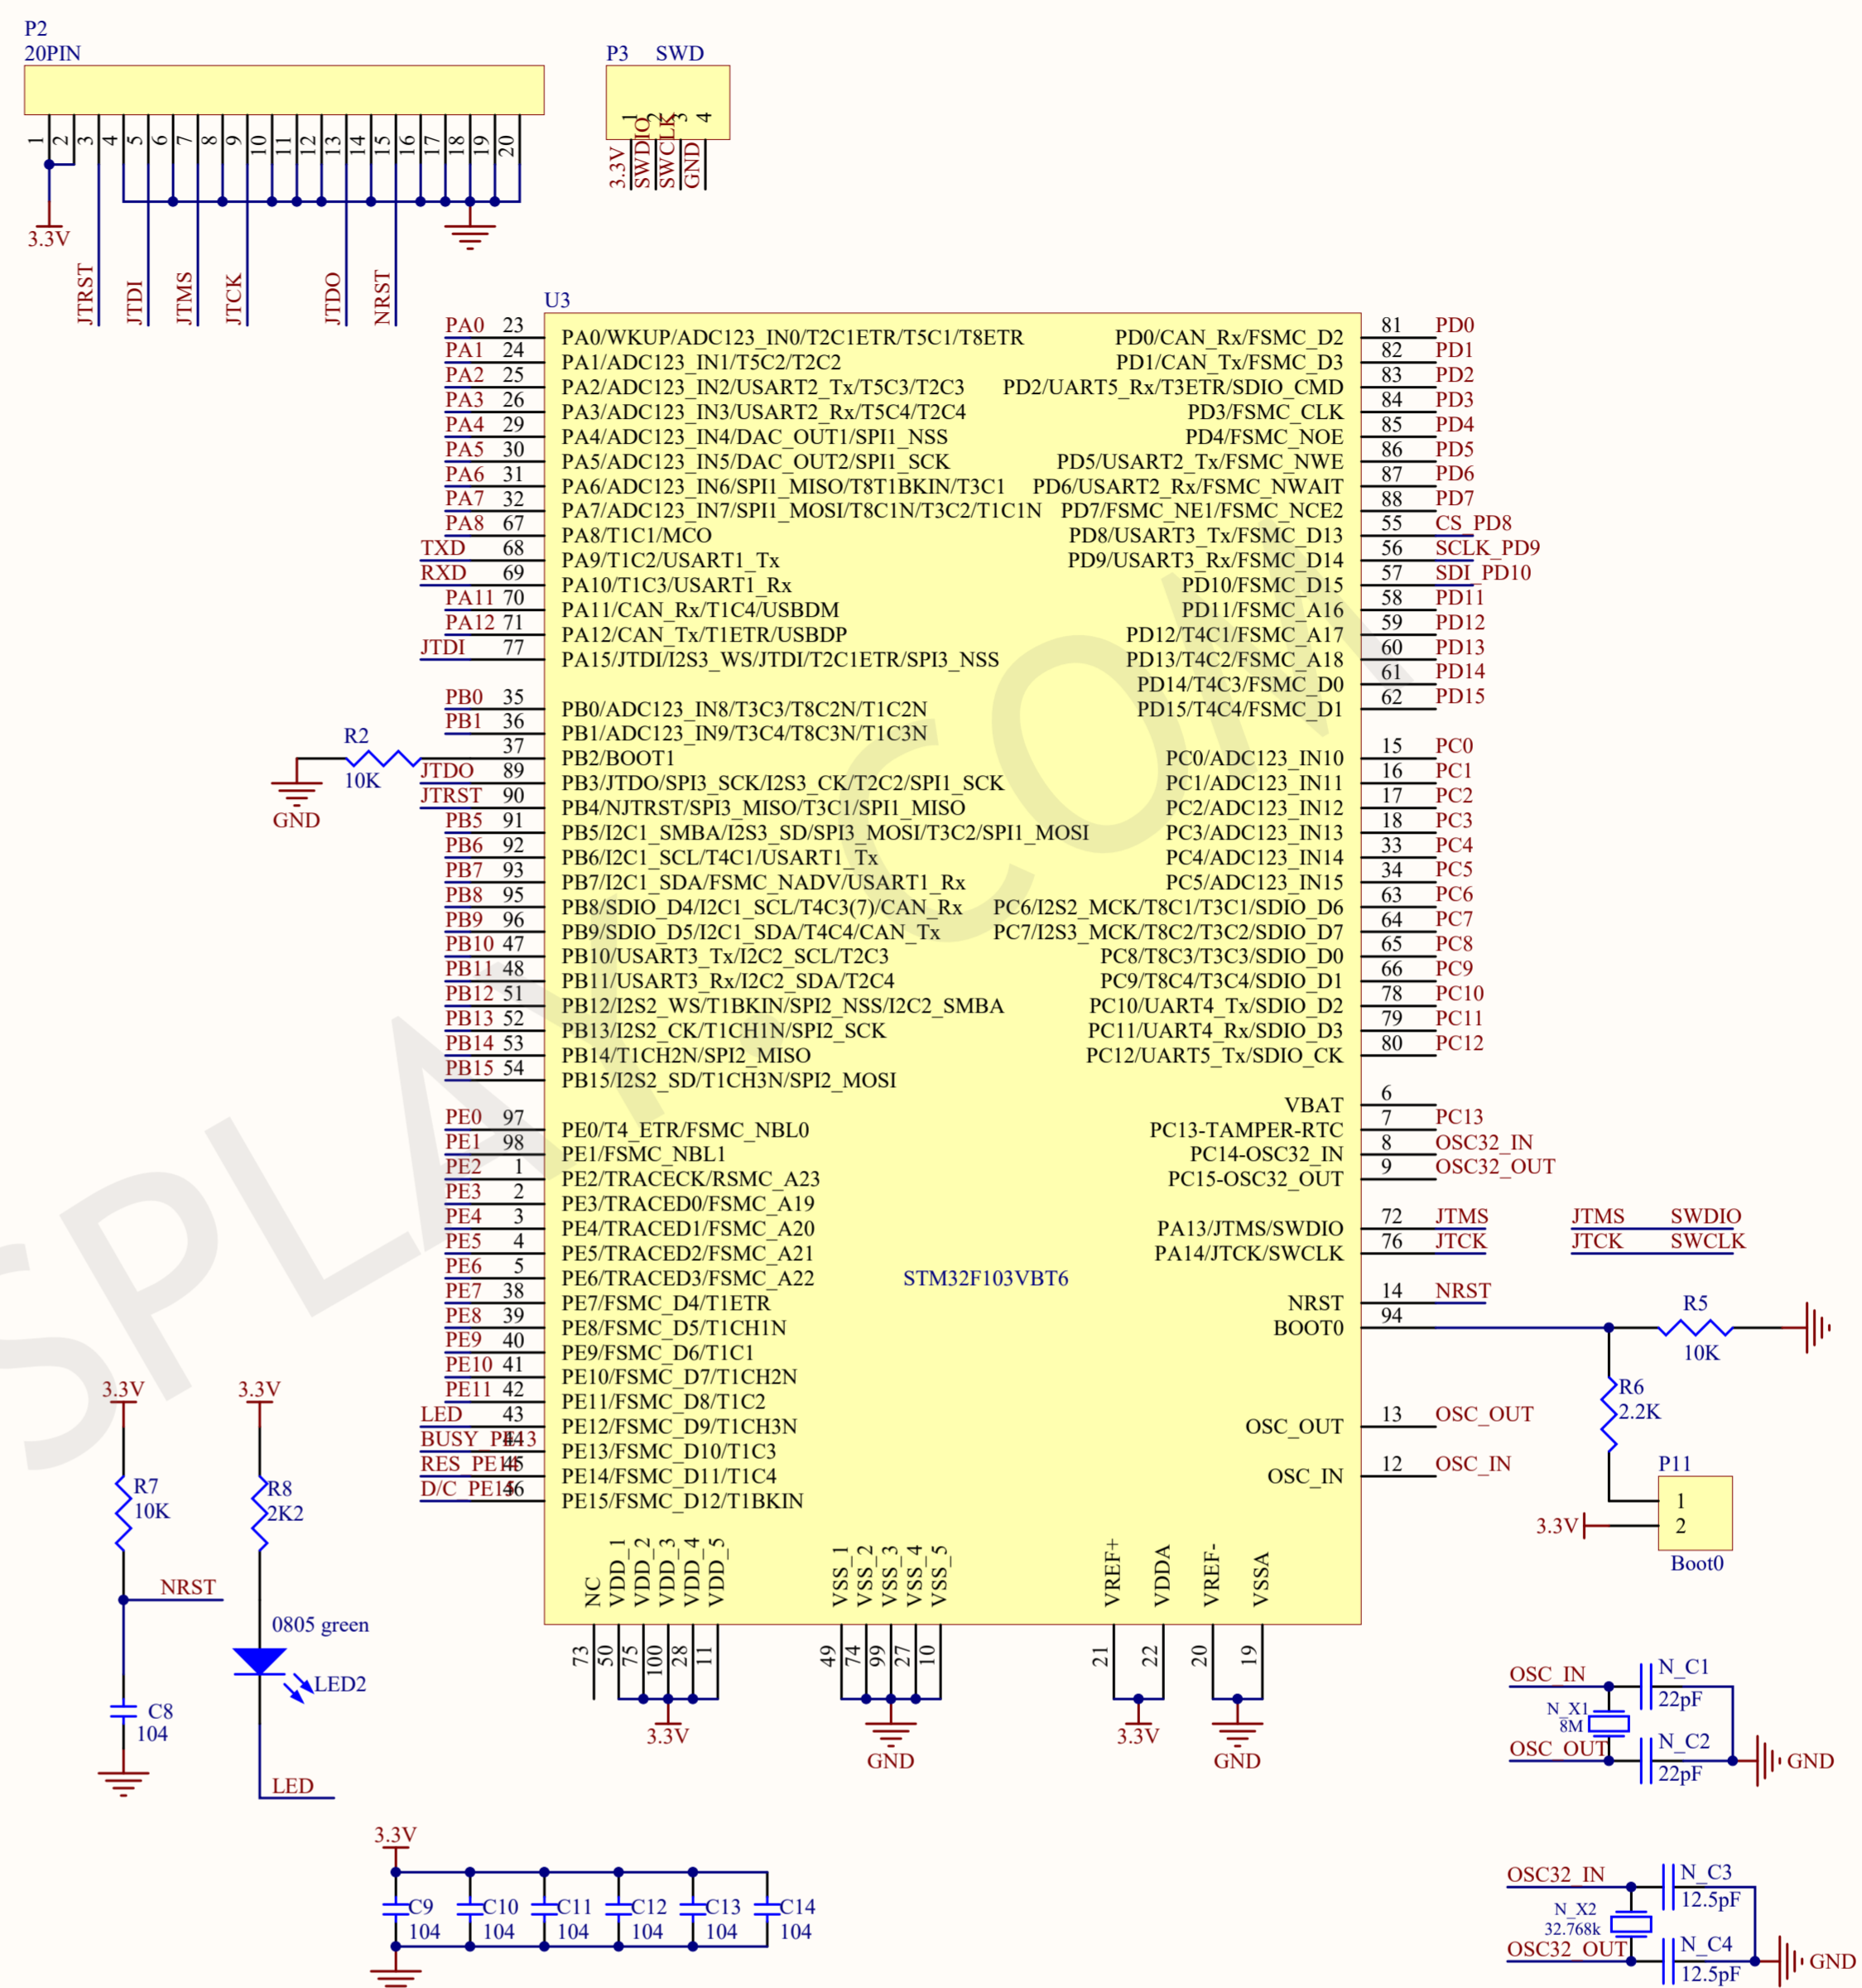 P2
20PIN
1
2
3
4
5
6
7
8
9
10
11
12
13
14
15
16
17
18
19
20
3.3V
JTRST
JTDI
JTMS
JTCK
JTDO
NRST
P3 SWD
1
2
3
4
3.3V
SWDIO
SWCLK
GND
U3
PA0 23 PA0/WKUP/ADC123_IN0/T2C1ETR/T5C1/T8ETR
PA1 24 PA1/ADC123_IN1/T5C2/T2C2
PA2 25 PA2/ADC123_IN2/USART2_Tx/T5C3/T2C3
PA3 26 PA3/ADC123_IN3/USART2_Rx/T5C4/T2C4
PA4 29 PA4/ADC123_IN4/DAC_OUT1/SPI1_NSS
PA5 30 PA5/ADC123_IN5/DAC_OUT2/SPI1_SCK
PA6 31 PA6/ADC123_IN6/SPI1_MISO/T8T1BKIN/T3C1
PA7 32 PA7/ADC123_IN7/SPI1_MOSI/T8C1N/T3C2/T1C1N
PA8 67 PA8/T1C1/MCO
TXD 68 PA9/T1C2/USART1_Tx
RXD 69 PA10/T1C3/USART1_Rx
PA11 70 PA11/CAN_Rx/T1C4/USBDM
PA12 71 PA12/CAN_Tx/T1ETR/USBDP
JTDI 77 PA15/JTDI/I2S3_WS/JTDI/T2C1ETR/SPI3_NSS
PB0 35 PB0/ADC123_IN8/T3C3/T8C2N/T1C2N
PB1 36 PB1/ADC123_IN9/T3C4/T8C3N/T1C3N
37 PB2/BOOT1
R2
10K
GND
JTDO 89 PB3/JTDO/SPI3_SCK/I2S3_CK/T2C2/SPI1_SCK
JTRST 90 PB4/NJTRST/SPI3_MISO/T3C1/SPI1_MISO
PB5 91 PB5/I2C1_SMBA/I2S3_SD/SPI3_MOSI/T3C2/SPI1_MOSI
PB6 92 PB6/I2C1_SCL/T4C1/USART1_Tx
PB7 93 PB7/I2C1_SDA/FSMC_NADV/USART1_Rx
PB8 95 PB8/SDIO_D4/I2C1_SCL/T4C3(7)/CAN_Rx
PB9 96 PB9/SDIO_D5/I2C1_SDA/T4C4/CAN_Tx
PB10 47 PB10/USART3_Tx/I2C2_SCL/T2C3
PB11 48 PB11/USART3_Rx/I2C2_SDA/T2C4
PB12 51 PB12/I2S2_WS/T1BKIN/SPI2_NSS/I2C2_SMBA
PB13 52 PB13/I2S2_CK/T1CH1N/SPI2_SCK
PB14 53 PB14/T1CH2N/SPI2_MISO
PB15 54 PB15/I2S2_SD/T1CH3N/SPI2_MOSI
PE0 97 PE0/T4_ETR/FSMC_NBL0
PE1 98 PE1/FSMC_NBL1
PE2 1 PE2/TRACECK/RSMC_A23
PE3 2 PE3/TRACED0/FSMC_A19
PE4 3 PE4/TRACED1/FSMC_A20
PE5 4 PE5/TRACED2/FSMC_A21
PE6 5 PE6/TRACED3/FSMC_A22
PE7 38 PE7/FSMC_D4/T1ETR
PE8 39 PE8/FSMC_D5/T1CH1N
PE9 40 PE9/FSMC_D6/T1C1
PE10 41 PE10/FSMC_D7/T1CH2N
PE11 42 PE11/FSMC_D8/T1C2
LED 43 PE12/FSMC_D9/T1CH3N
BUSY_PE13 44 PE13/FSMC_D10/T1C3
RES_PE14 45 PE14/FSMC_D11/T1C4
D/C_PE15 46 PE15/FSMC_D12/T1BKIN
STM32F103VBT6
PD0/CAN_Rx/FSMC_D2 81 PD0
PD1/CAN_Tx/FSMC_D3 82 PD1
PD2/UART5_Rx/T3ETR/SDIO_CMD 83 PD2
PD3/FSMC_CLK 84 PD3
PD4/FSMC_NOE 85 PD4
PD5/USART2_Tx/FSMC_NWE 86 PD5
PD6/USART2_Rx/FSMC_NWAIT 87 PD6
PD7/FSMC_NE1/FSMC_NCE2 88 PD7
PD8/USART3_Tx/FSMC_D13 55 CS_PD8
PD9/USART3_Rx/FSMC_D14 56 SCLK_PD9
PD10/FSMC_D15 57 SDI_PD10
PD11/FSMC_A16 58 PD11
PD12/T4C1/FSMC_A17 59 PD12
PD13/T4C2/FSMC_A18 60 PD13
PD14/T4C3/FSMC_D0 61 PD14
PD15/T4C4/FSMC_D1 62 PD15
PC0/ADC123_IN10 15 PC0
PC1/ADC123_IN11 16 PC1
PC2/ADC123_IN12 17 PC2
PC3/ADC123_IN13 18 PC3
PC4/ADC123_IN14 33 PC4
PC5/ADC123_IN15 34 PC5
PC6/I2S2_MCK/T8C1/T3C1/SDIO_D6 63 PC6
PC7/I2S3_MCK/T8C2/T3C2/SDIO_D7 64 PC7
PC8/T8C3/T3C3/SDIO_D0 65 PC8
PC9/T8C4/T3C4/SDIO_D1 66 PC9
PC10/UART4_Tx/SDIO_D2 78 PC10
PC11/UART4_Rx/SDIO_D3 79 PC11
PC12/UART5_Tx/SDIO_CK 80 PC12
VBAT 6
PC13-TAMPER-RTC 7 PC13
PC14-OSC32_IN 8 OSC32_IN
PC15-OSC32_OUT 9 OSC32_OUT
PA13/JTMS/SWDIO 72 JTMS
PA14/JTCK/SWCLK 76 JTCK
JTMS SWDIO
JTCK SWCLK
NRST 14 NRST
BOOT0 94
R5
10K
R6
2.2K
OSC_OUT 13 OSC_OUT
OSC_IN 12 OSC_IN
P11
1
3.3V 2
Boot0
NC 73
VDD_1 50
VDD_2 75
VDD_3 100
VDD_4 28
VDD_5 11
3.3V
VSS_1 49
VSS_2 74
VSS_3 99
VSS_4 27
VSS_5 10
GND
VREF+ 21
VDDA 22
3.3V
VREF- 20
VSSA 19
GND
3.3V
R7
10K
NRST
C8
104
3.3V
R8
2K2
0805 green
LED2
LED
3.3V
C9 C10 C11 C12 C13 C14
104 104 104 104 104 104
OSC_IN
N_C1
22pF
N_X1
8M
OSC_OUT
N_C2
22pF
GND
OSC32_IN
N_C3
12.5pF
N_X2
32.768k
OSC32_OUT
N_C4
12.5pF
GND
SPLAY.COM